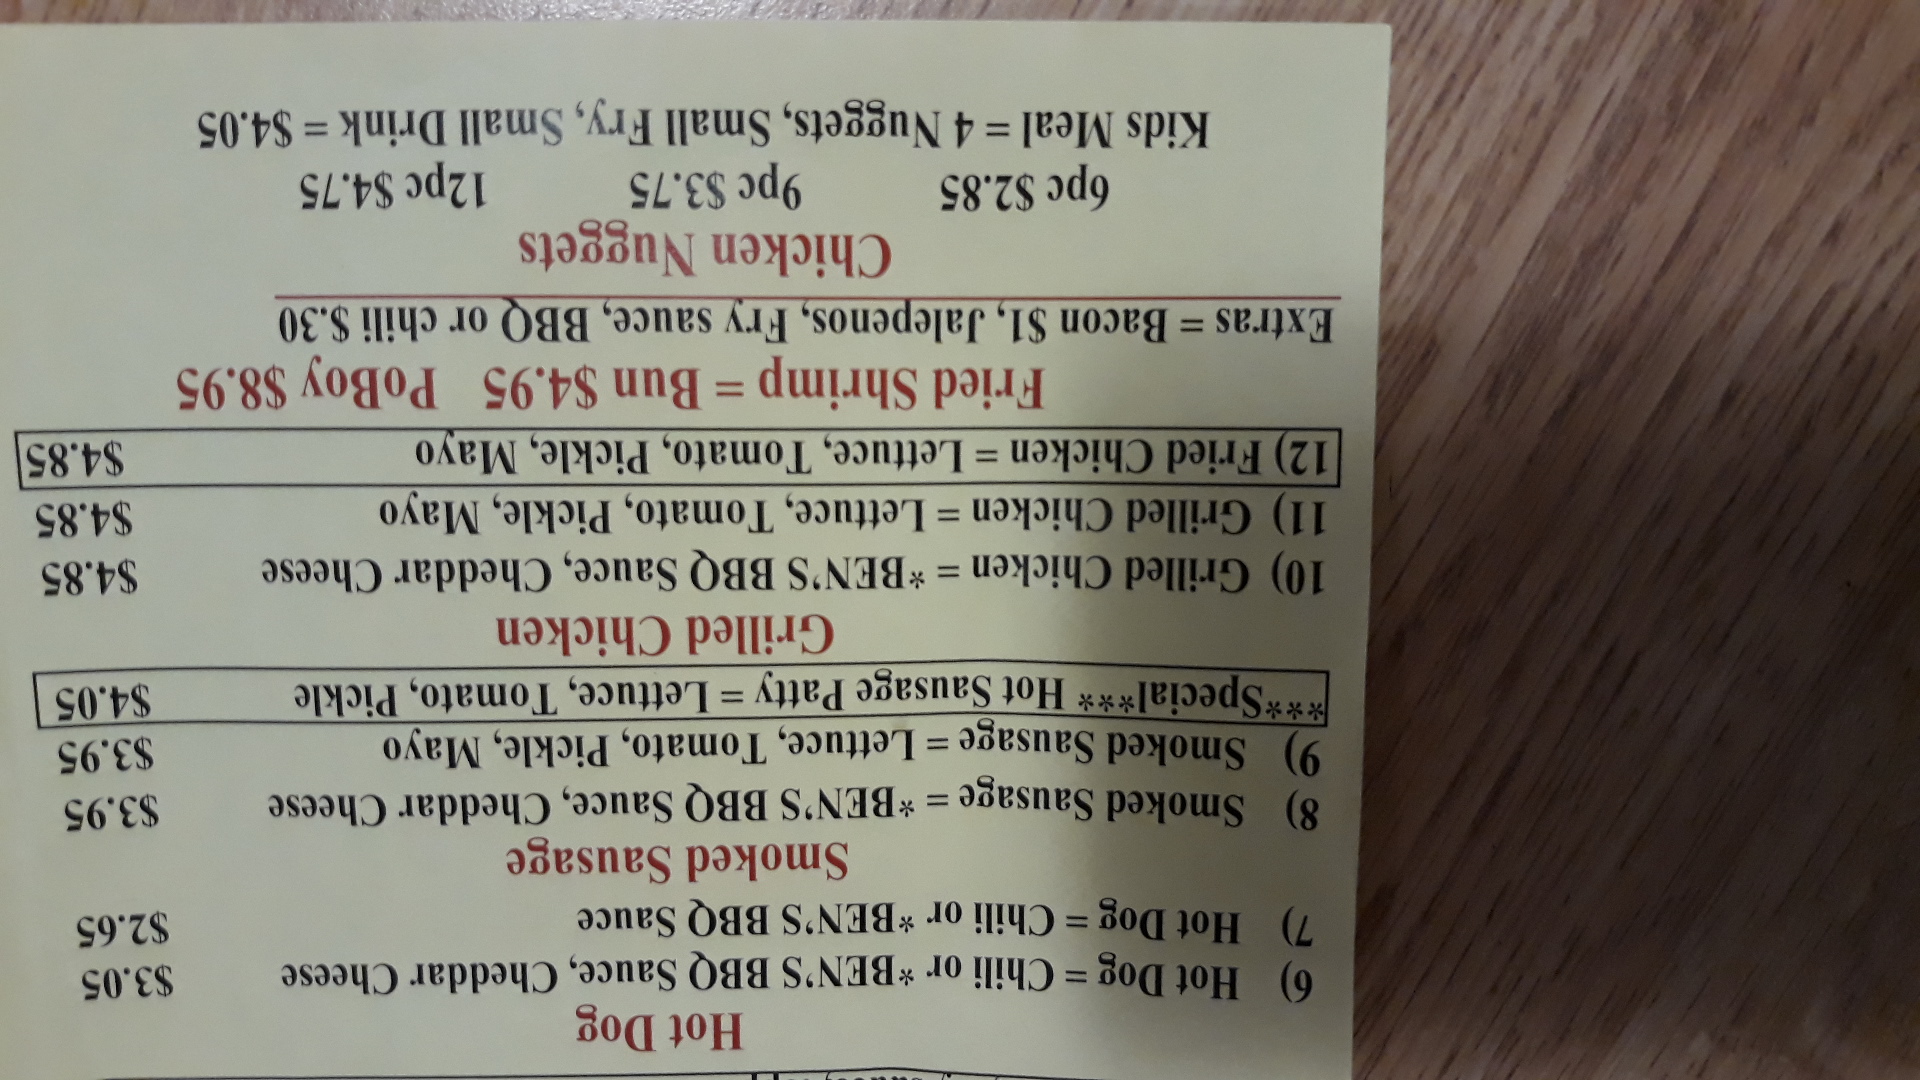 Hot Dog
6) Hot Dog = Chili or *BEN'S BBQ Sauce, Cheddar Cheese $3.05
7) Hot Dog = Chili or *BEN'S BBQ Sauce $2.65
Smoked Sausage
8) Smoked Sausage = *BEN'S BBQ Sauce, Cheddar Cheese $3.95
9) Smoked Sausage = Lettuce, Tomato, Pickle, Mayo $3.95
***Special*** Hot Sausage Patty = Lettuce, Tomato, Pickle $4.05
Grilled Chicken
10) Grilled Chicken = *BEN'S BBQ Sauce, Cheddar Cheese $4.85
11) Grilled Chicken = Lettuce, Tomato, Pickle, Mayo $4.85
12) Fried Chicken = Lettuce, Tomato, Pickle, Mayo $4.85
Fried Shrimp = Bun $4.95 PoBoy $8.95
Extras = Bacon $1, Jalepenos, Fry sauce, BBQ or chili $.30
Chicken Nuggets
6pc $2.85 9pc $3.75 12pc $4.75
Kids Meal = 4 Nuggets, Small Fry, Small Drink = $4.05